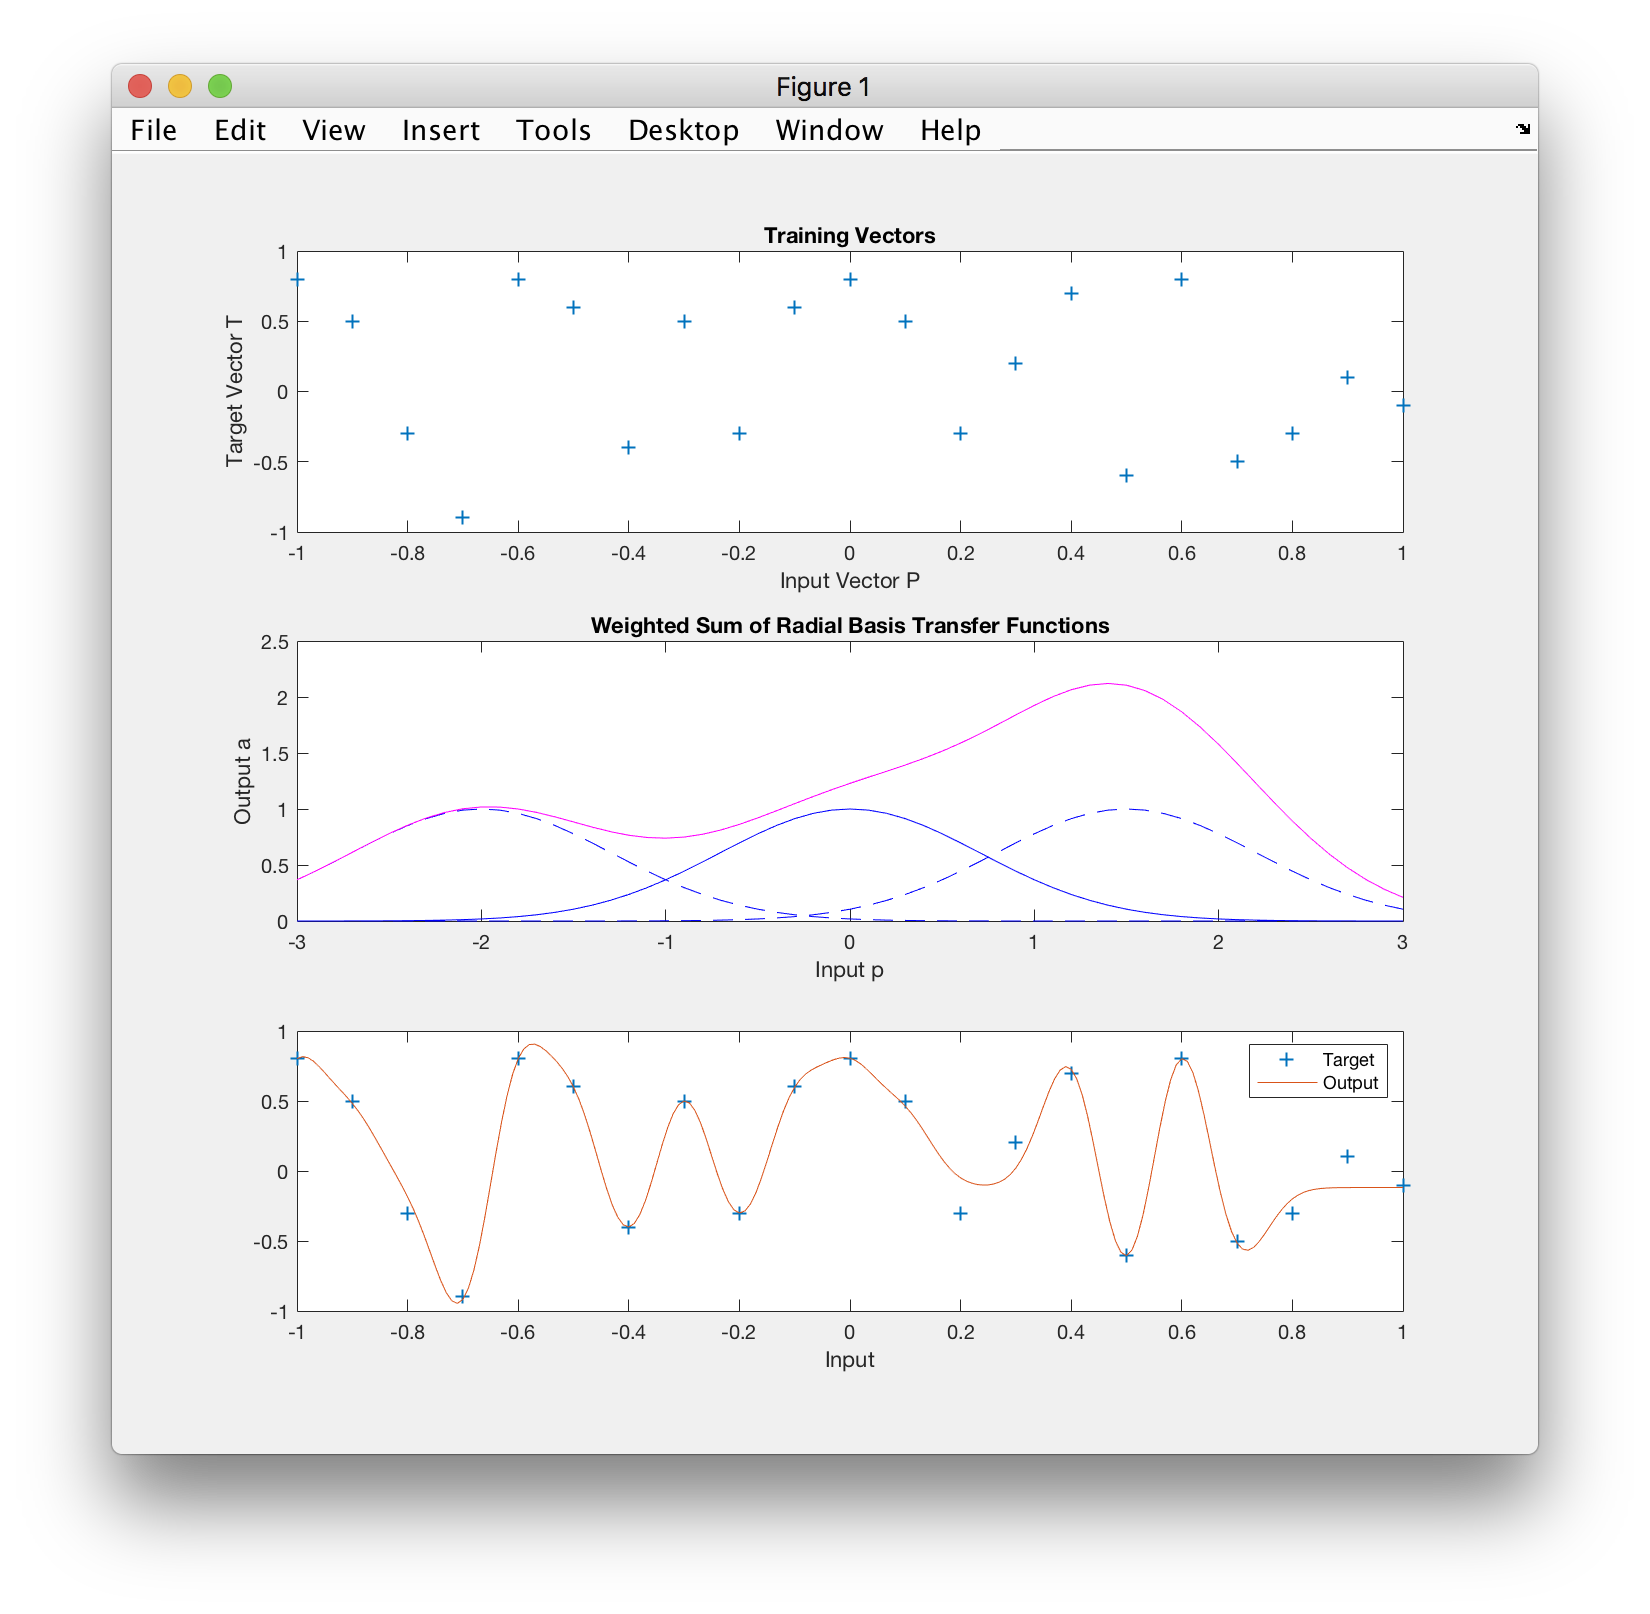 Figure 1
File Edit View Insert Tools Desktop Window Help
Training Vectors
1
0.5
0
-0.5
-1
Target Vector T
-1 -0.8 -0.6 -0.4 -0.2 0 0.2 0.4 0.6 0.8 1
Input Vector P
Weighted Sum of Radial Basis Transfer Functions
2.5
2
1.5
1
0.5
0
Output a
-3 -2 -1 0 1 2 3
Input p
1
0.5
0
-0.5
-1
Target
Output
-1 -0.8 -0.6 -0.4 -0.2 0 0.2 0.4 0.6 0.8 1
Input